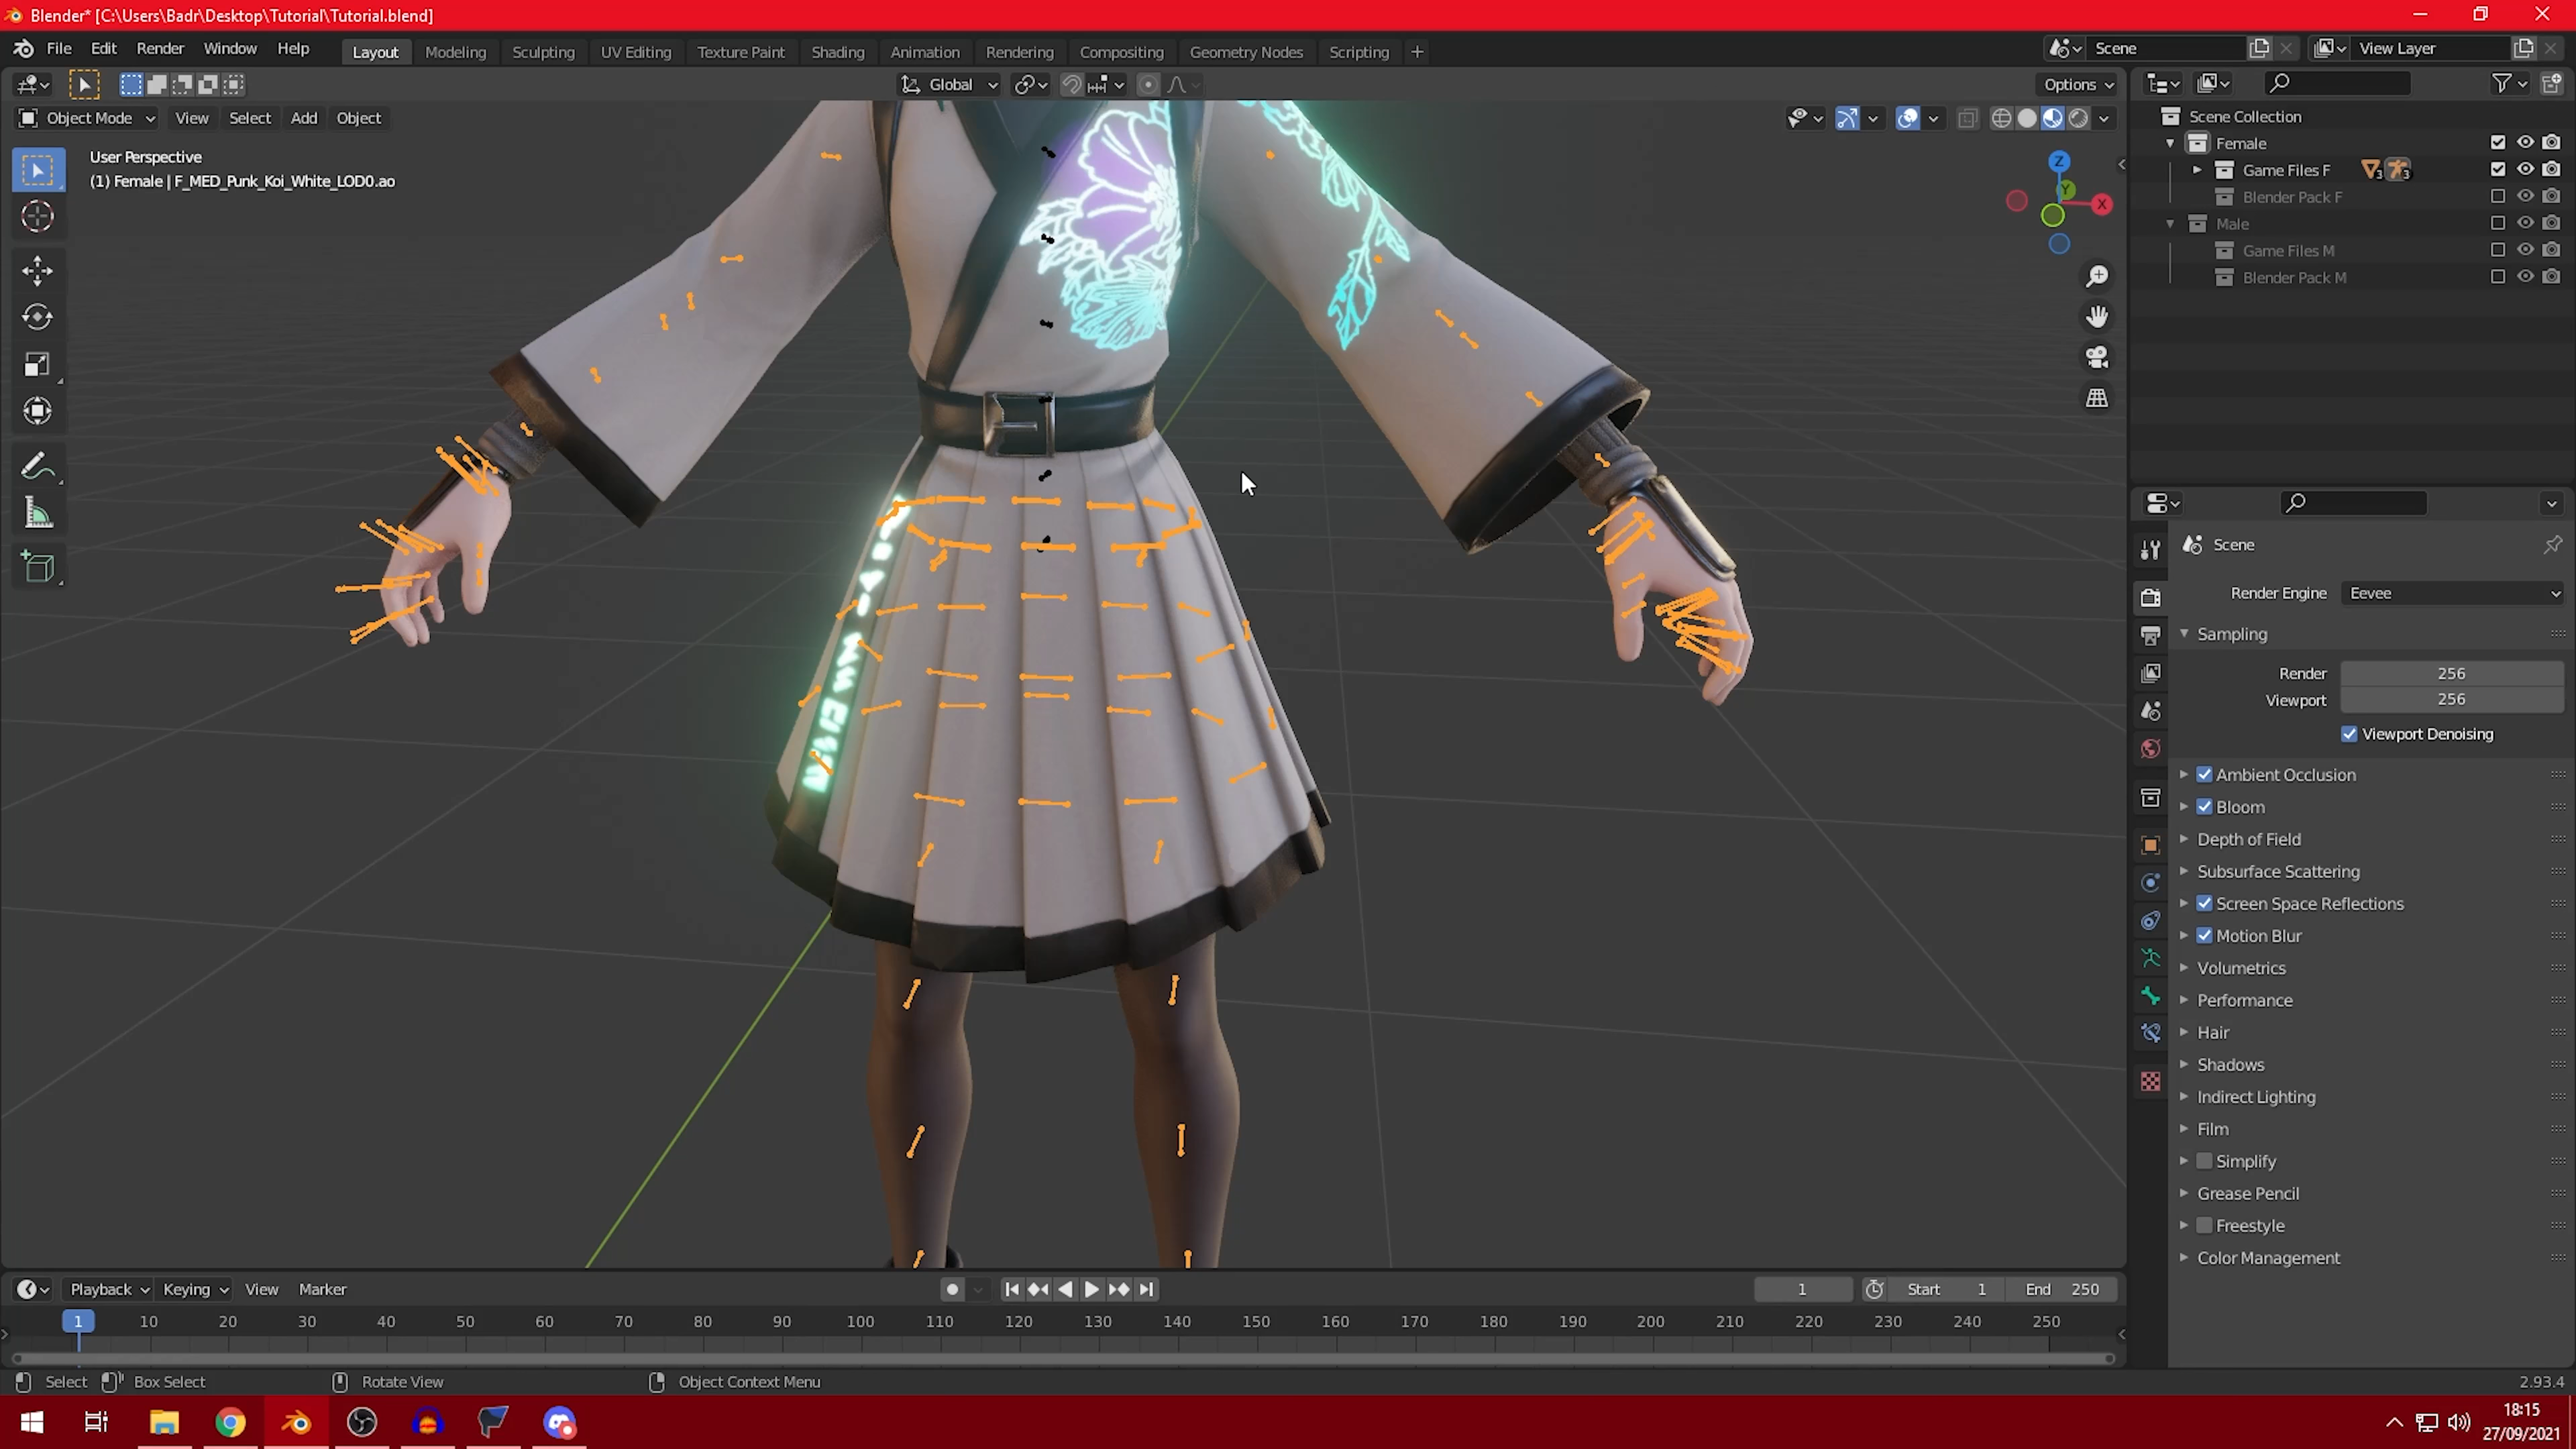 Blender* [C:\Users\Badr\Desktop\Tutorial\Tutorial.blend]
File Edit Render Window Help Layout Modeling Sculpting UV Editing Texture Paint Shading Animation Rendering Compositing Geometry Nodes Scripting + Scene View Layer
Global Options
Object Mode View Select Add Object
User Perspective
(1) Female | F_MED_Punk_Koi_White_LOD0.ao
Z
Y
X
Scene Collection
Female
Game Files F 3 3
Blender Pack F
Male
Game Files M
Blender Pack M
Scene
Render Engine Eevee
Sampling
Render 256
Viewport 256
Viewport Denoising
Ambient Occlusion
Bloom
Depth of Field
Subsurface Scattering
Screen Space Reflections
Motion Blur
Volumetrics
Performance
Hair
Shadows
Indirect Lighting
Film
Simplify
Grease Pencil
Freestyle
Color Management
Playback Keying View Marker 1 Start 1 End 250
1 10 20 30 40 50 60 70 80 90 100 110 120 130 140 150 160 170 180 190 200 210 220 230 240 250
Select Box Select Rotate View Object Context Menu 2.93.4
18:15
27/09/2021